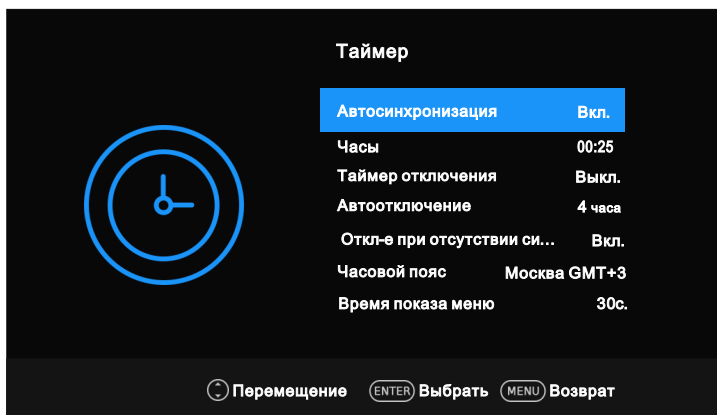 Таймер
Автосинхронизация Вкл.
Часы 00:25
Таймер отключения Выкл.
Автоотключение 4 часа
Откл-е при отсутствии си... Вкл.
Часовой пояс Москва GMT+3
Время показа меню 30с.
Перемещение ENTER Выбрать MENU Возврат